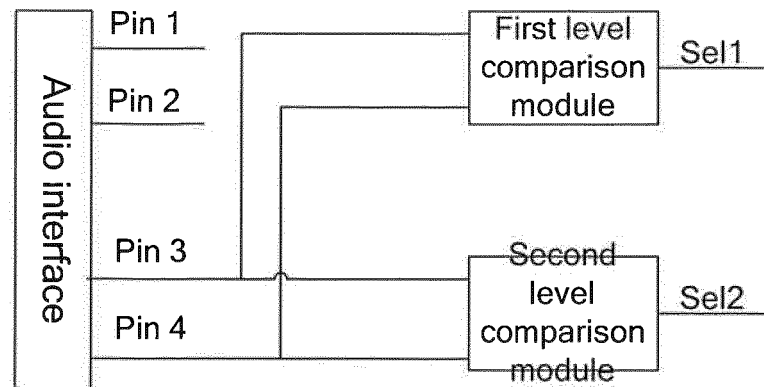 Audio interface
Pin 1
Pin 2
Pin 3
Pin 4
First level
comparison
module
Sel1
Second
level
comparison
module
Sel2